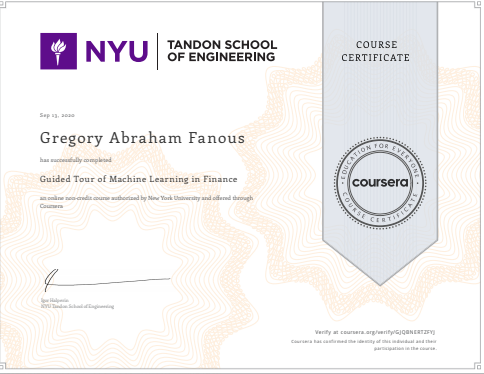 NYU
TANDON SCHOOL
OF ENGINEERING
COURSE
CERTIFICATE
Sep 13, 2020
Gregory Abraham Fanous
has successfully completed
Guided Tour of Machine Learning in Finance
an online non-credit course authorized by New York University and offered through
Coursera
EDUCATION FOR EVERYONE
coursera
COURSE CERTIFICATE
Igor Halperin
NYU Tandon School of Engineering
Verify at coursera.org/verify/GJQBNERTZFYJ
Coursera has confirmed the identity of this individual and their
participation in the course.